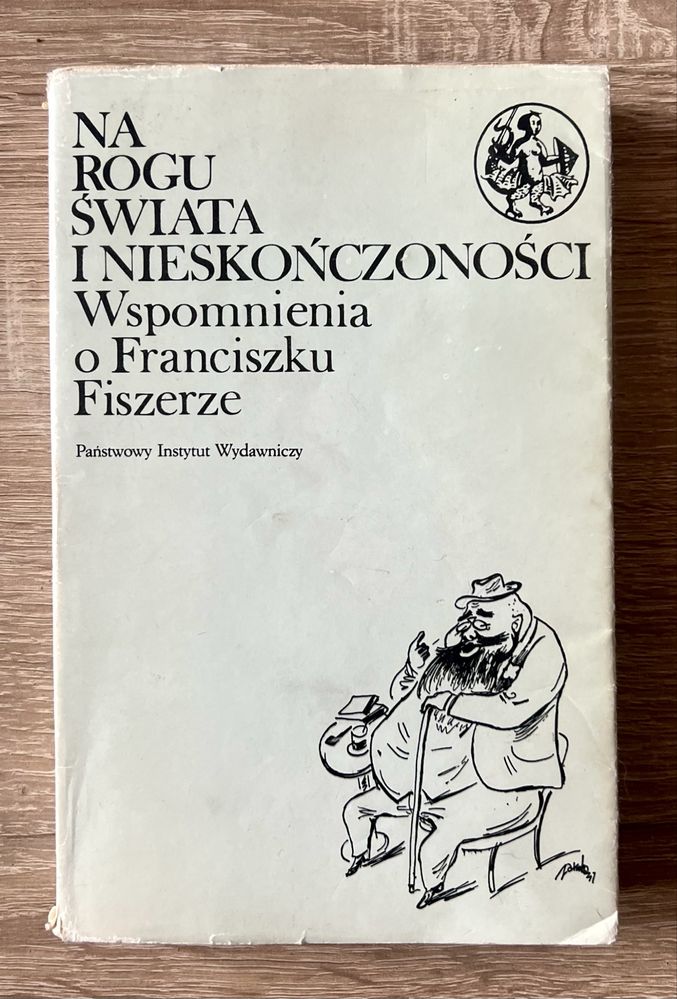 NA
ROGU
ŚWIATA
I NIESKOŃCZONOŚCI
Wspomnienia
o Franciszku
Fiszerze
Państwowy Instytut Wydawniczy